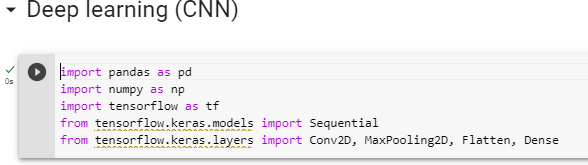 Deep learning (CNN)
0s
import pandas as pd
import numpy as np
import tensorflow as tf
from tensorflow.keras.models import Sequential
from tensorflow.keras.layers import Conv2D, MaxPooling2D, Flatten, Dense